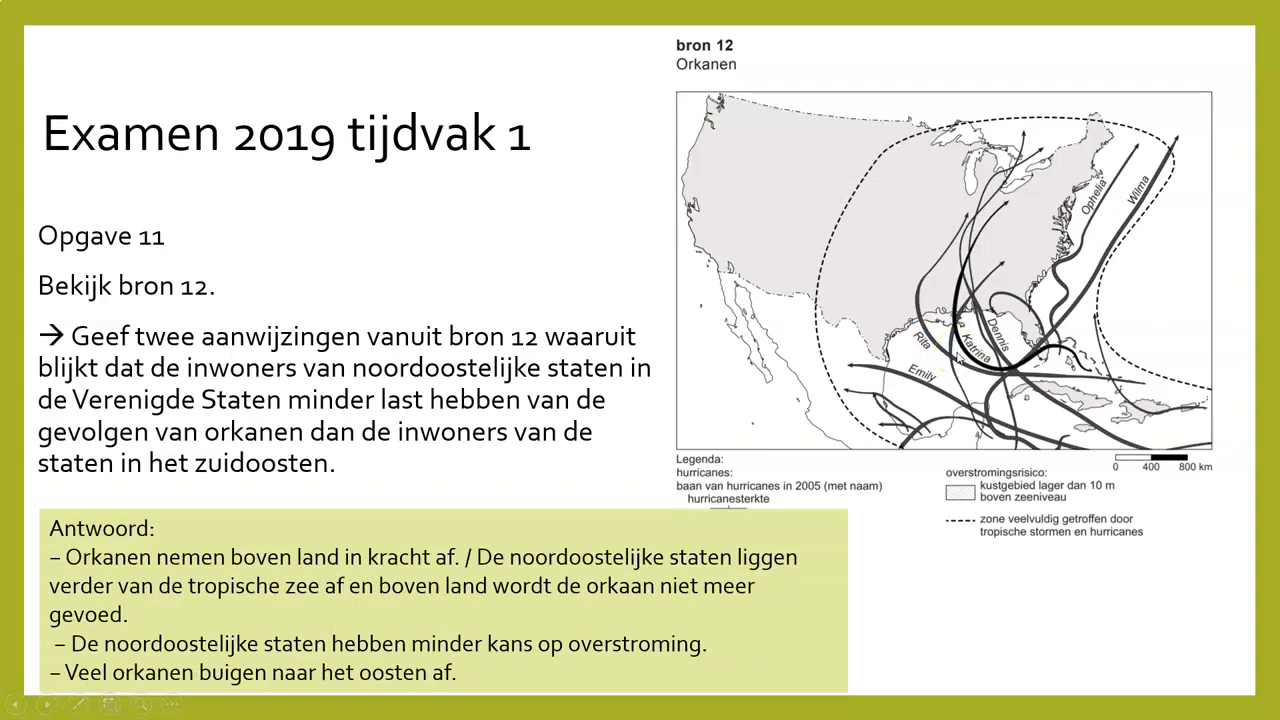 Examen 2019 tijdvak 1
Opgave 11
Bekijk bron 12.
→ Geef twee aanwijzingen vanuit bron 12 waaruit
blijkt dat de inwoners van noordoostelijke staten in
de Verenigde Staten minder last hebben van de
gevolgen van orkanen dan de inwoners van de
staten in het zuidoosten.
Antwoord:
– Orkanen nemen boven land in kracht af. / De noordoostelijke staten liggen
verder van de tropische zee af en boven land wordt de orkaan niet meer
gevoed.
– De noordoostelijke staten hebben minder kans op overstroming.
– Veel orkanen buigen naar het oosten af.
bron 12
Orkanen
Ophelia
Wilma
Rita
Katrina
Dennis
Emily
Legenda:
hurricanes:
baan van hurricanes in 2005 (met naam)
hurricanesterkte
0 400 800 km
overstromingsrisico:
kustgebied lager dan 10 m
boven zeeniveau
zone veelvuldig getroffen door
tropische stormen en hurricanes